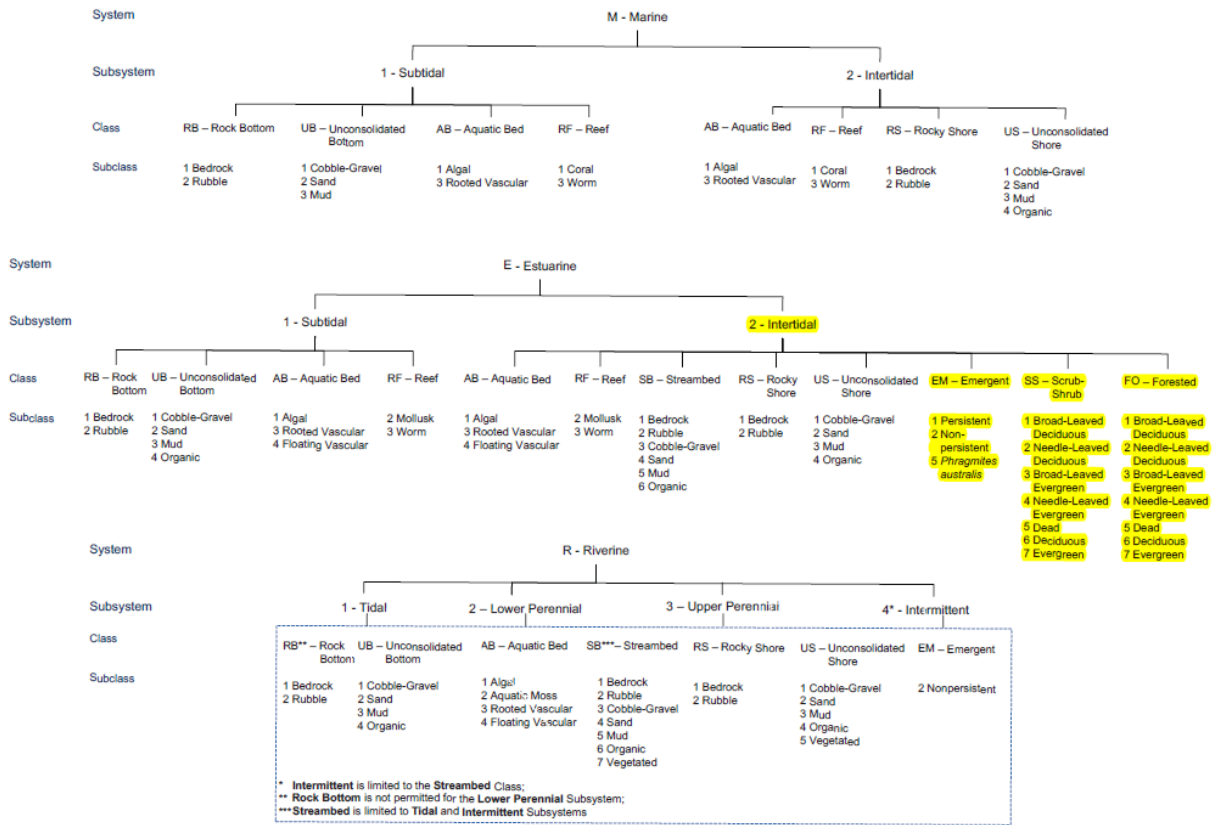 System
M - Marine
Subsystem
1 - Subtidal
2 - Intertidal
Class
RB – Rock Bottom
UB – Unconsolidated
Bottom
AB – Aquatic Bed
RF – Reef
AB – Aquatic Bed
RF – Reef
RS – Rocky Shore
US – Unconsolidated
Shore
Subclass
1 Bedrock
2 Rubble
1 Cobble-Gravel
2 Sand
3 Mud
1 Algal
3 Rooted Vascular
1 Coral
3 Worm
1 Algal
3 Rooted Vascular
1 Coral
3 Worm
1 Bedrock
2 Rubble
1 Cobble-Gravel
2 Sand
3 Mud
4 Organic
System
E - Estuarine
Subsystem
1 - Subtidal
2 - Intertidal
Class
RB – Rock
Bottom
UB – Unconsolidated
Bottom
AB – Aquatic Bed
RF – Reef
AB – Aquatic Bed
RF – Reef
SB – Streambed
RS – Rocky
Shore
US – Unconsolidated
Shore
EM – Emergent
SS – Scrub-
Shrub
FO – Forested
Subclass
1 Bedrock
2 Rubble
1 Cobble-Gravel
2 Sand
3 Mud
4 Organic
1 Algal
3 Rooted Vascular
4 Floating Vascular
2 Mollusk
3 Worm
1 Algal
3 Rooted Vascular
4 Floating Vascular
2 Mollusk
3 Worm
1 Bedrock
2 Rubble
3 Cobble-Gravel
4 Sand
5 Mud
6 Organic
1 Bedrock
2 Rubble
1 Cobble-Gravel
2 Sand
3 Mud
4 Organic
1 Persistent
2 Non-
persistent
5 Phragmites
australis
1 Broad-Leaved
Deciduous
2 Needle-Leaved
Deciduous
3 Broad-Leaved
Evergreen
4 Needle-Leaved
Evergreen
5 Dead
6 Deciduous
7 Evergreen
1 Broad-Leaved
Deciduous
2 Needle-Leaved
Deciduous
3 Broad-Leaved
Evergreen
4 Needle-Leaved
Evergreen
5 Dead
6 Deciduous
7 Evergreen
System
R - Riverine
Subsystem
1 - Tidal
2 – Lower Perennial
3 – Upper Perennial
4* - Intermittent
Class
RB** – Rock
Bottom
UB – Unconsolidated
Bottom
AB – Aquatic Bed
SB***– Streambed
RS – Rocky Shore
US – Unconsolidated
Shore
EM – Emergent
Subclass
1 Bedrock
2 Rubble
1 Cobble-Gravel
2 Sand
3 Mud
4 Organic
1 Algal
2 Aquatic Moss
3 Rooted Vascular
4 Floating Vascular
1 Bedrock
2 Rubble
3 Cobble-Gravel
4 Sand
5 Mud
6 Organic
7 Vegetated
1 Bedrock
2 Rubble
1 Cobble-Gravel
2 Sand
3 Mud
4 Organic
5 Vegetated
2 Nonpersistent
* Intermittent is limited to the Streambed Class;
** Rock Bottom is not permitted for the Lower Perennial Subsystem;
***Streambed is limited to Tidal and Intermittent Subsystems